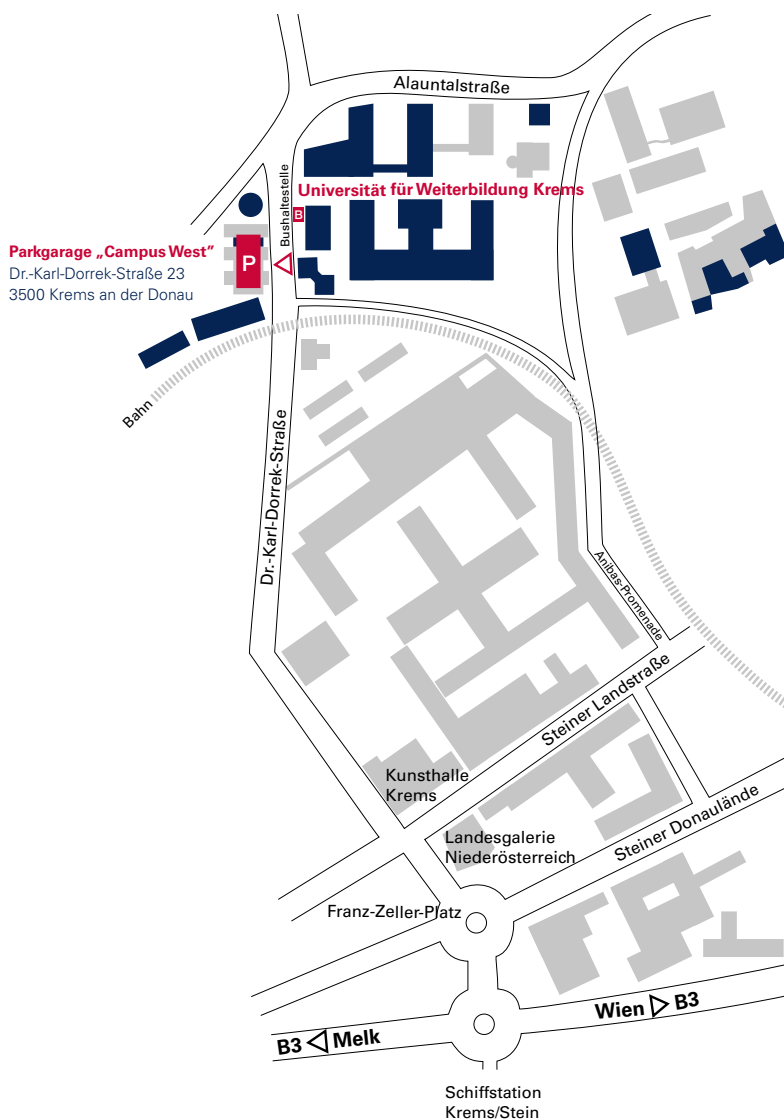 Alauntalstraße
Bushaltestelle
Universität für Weiterbildung Krems
B
Parkgarage „Campus West”
Dr.-Karl-Dorrek-Straße 23
3500 Krems an der Donau
P
Bahn
Dr.-Karl-Dorrek-Straße
Anibas-Promenade
Steiner Landstraße
Kunsthalle
Krems
Steiner Donaulände
Landesgalerie
Niederösterreich
Franz-Zeller-Platz
Wien B3
B3 Melk
Schiffstation
Krems/Stein